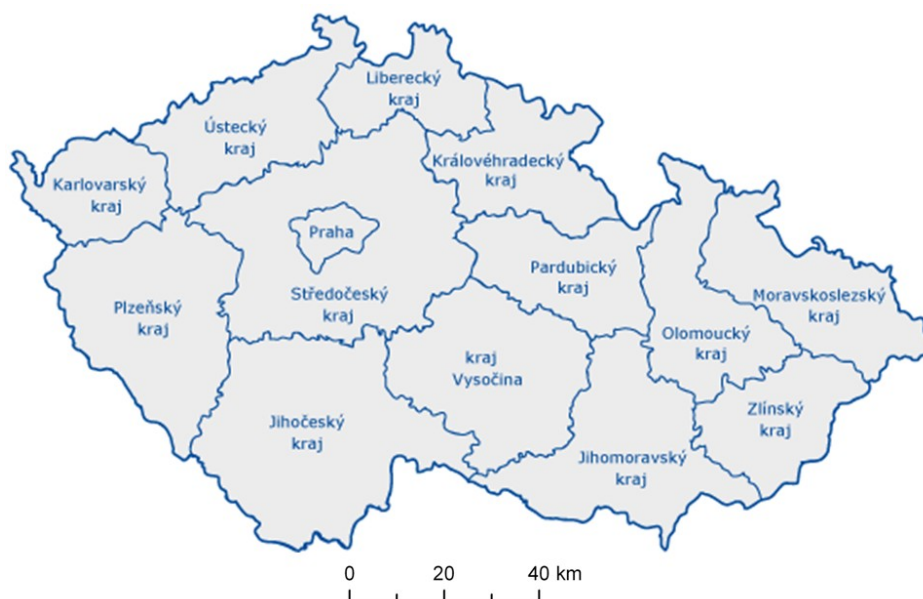 Liberecký
kraj
Ústecký
kraj
Královéhradecký
kraj
Karlovarský
kraj
Praha
Pardubický
kraj
Středočeský
kraj
Moravskoslezský
kraj
Plzeňský
kraj
Olomoucký
kraj
kraj
Vysočina
Zlínský
kraj
Jihočeský
kraj
Jihomoravský
kraj
0 20 40 km